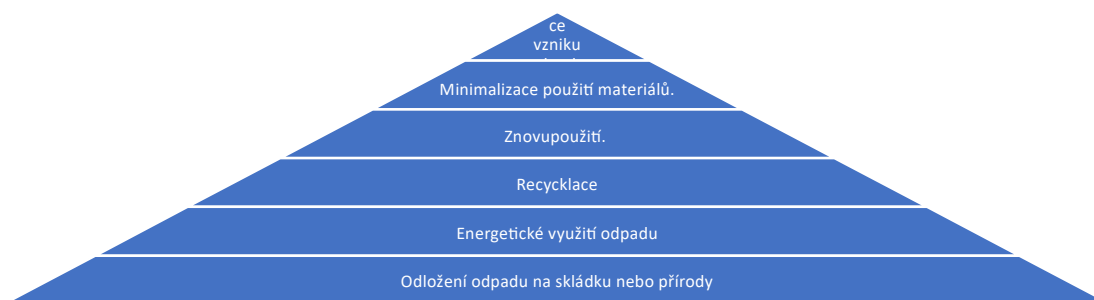 ce
vzniku
Minimalizace použití materiálů.
Znovupoužití.
Recycklace
Energetické využití odpadu
Odložení odpadu na skládku nebo přírody